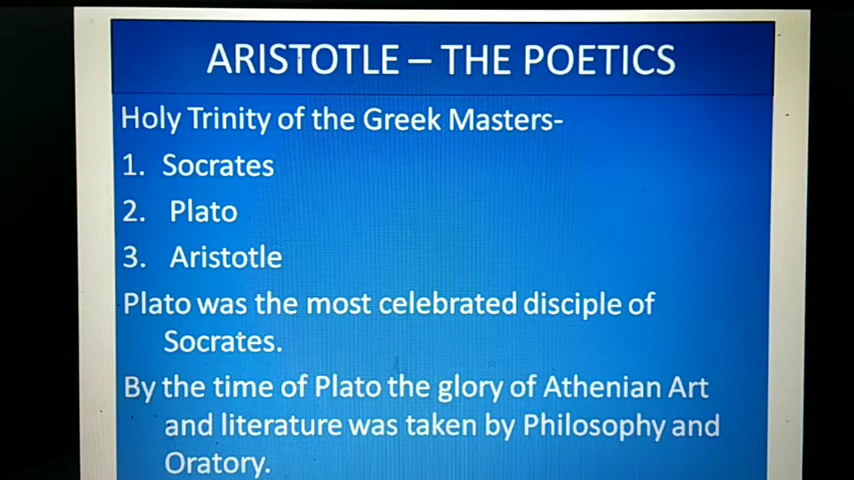 ARISTOTLE – THE POETICS
Holy Trinity of the Greek Masters-
1. Socrates
2. Plato
3. Aristotle
Plato was the most celebrated disciple of
Socrates.
By the time of Plato the glory of Athenian Art
and literature was taken by Philosophy and
Oratory.